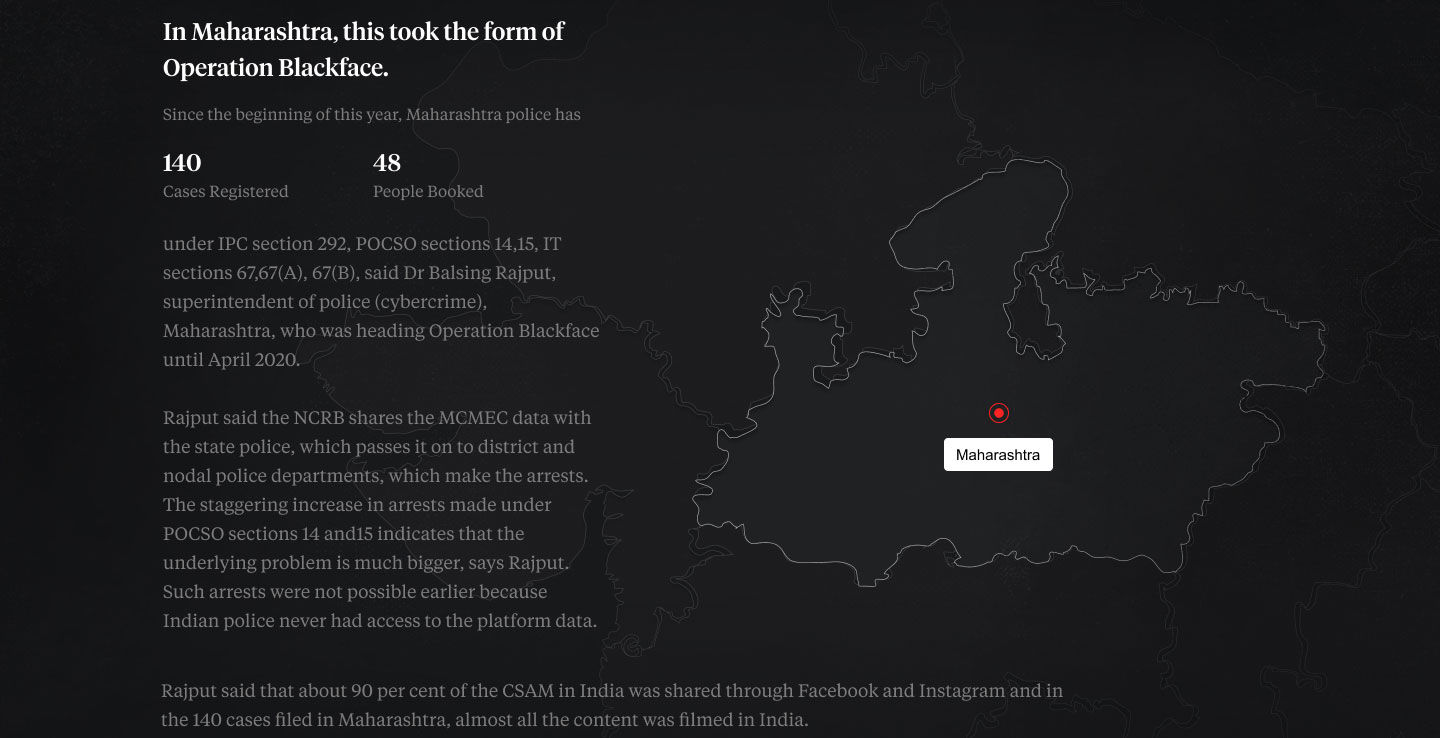 In Maharashtra, this took the form of
Operation Blackface.
Since the beginning of this year, Maharashtra police has
140 48
Cases Registered People Booked
under IPC section 292, POCSO sections 14,15, IT
sections 67,67(A), 67(B), said Dr Balsing Rajput,
superintendent of police (cybercrime),
Maharashtra, who was heading Operation Blackface
until April 2020.
Rajput said the NCRB shares the MCMEC data with
the state police, which passes it on to district and
nodal police departments, which make the arrests.
The staggering increase in arrests made under
POCSO sections 14 and15 indicates that the
underlying problem is much bigger, says Rajput.
Such arrests were not possible earlier because
Indian police never had access to the platform data.
Maharashtra
Rajput said that about 90 per cent of the CSAM in India was shared through Facebook and Instagram and in
the 140 cases filed in Maharashtra, almost all the content was filmed in India.